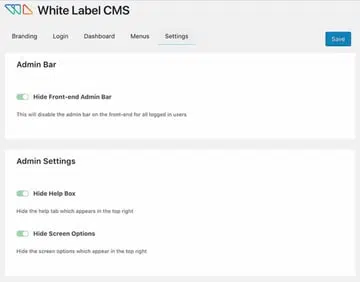 White Label CMS
Branding Login Dashboard Menus Settings
Save
Admin Bar
Hide Front-end Admin Bar
This will disable the admin bar on the front-end for all logged in users
Admin Settings
Hide Help Box
Hide the help tab which appears in the top right
Hide Screen Options
Hide the screen options which appear in the top right